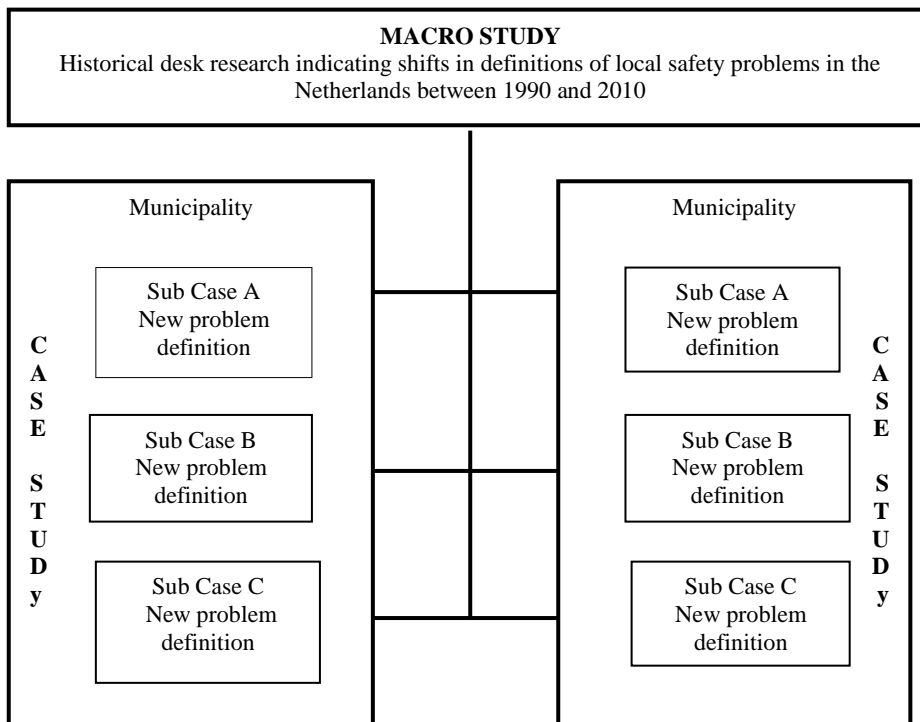 MACRO STUDY
Historical desk research indicating shifts in definitions of local safety problems in the
Netherlands between 1990 and 2010
Municipality
Sub Case A
New problem
definition
Sub Case B
New problem
definition
Sub Case C
New problem
definition
C
A
S
E
S
T
U
D
y
Municipality
Sub Case A
New problem
definition
Sub Case B
New problem
definition
Sub Case C
New problem
definition
C
A
S
E
S
T
U
D
y